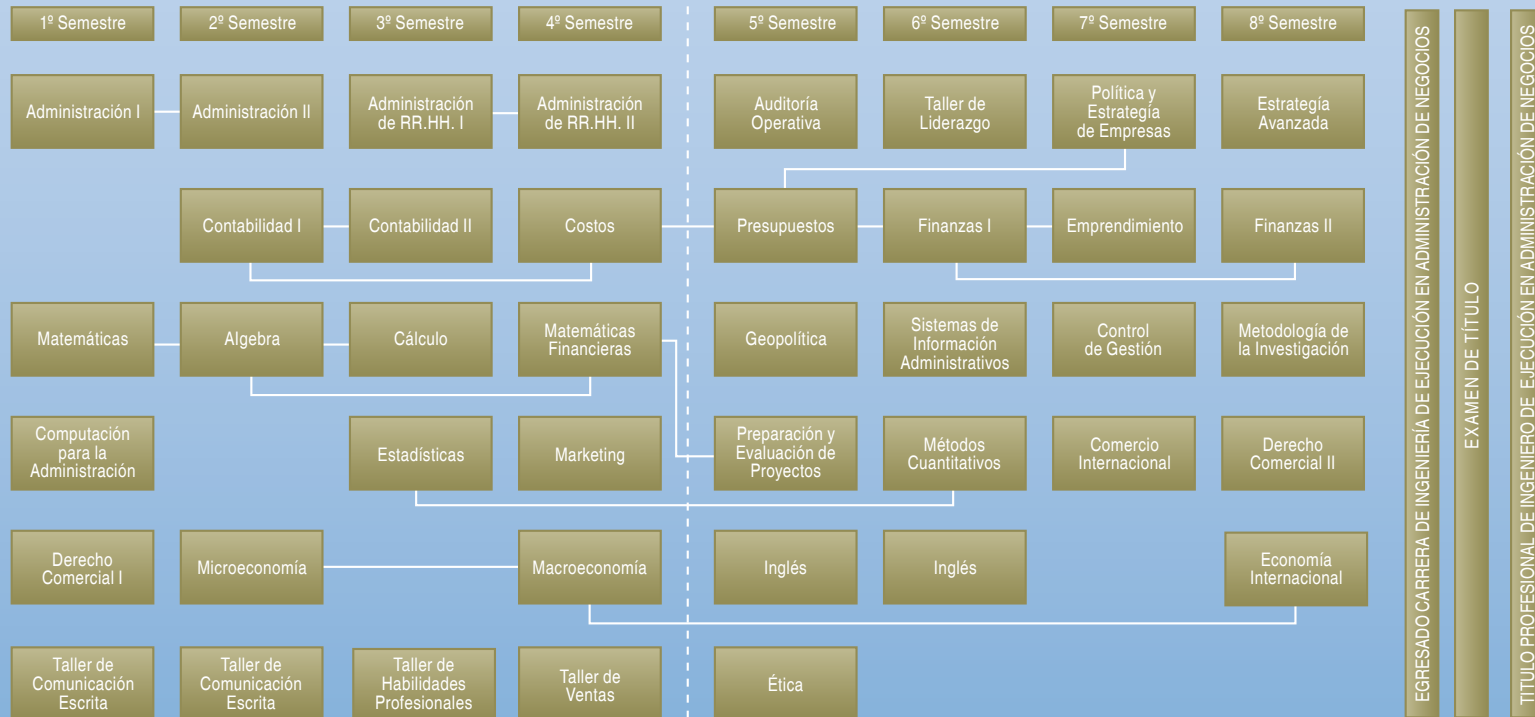 1º Semestre
2º Semestre
3º Semestre
4º Semestre
5º Semestre
6º Semestre
7º Semestre
8º Semestre
Administración I
Administración II
Administración
de RR.HH. I
Administración
de RR.HH. II
Auditoría
Operativa
Taller de
Liderazgo
Política y
Estrategia
de Empresas
Estrategía
Avanzada
Contabilidad I
Contabilidad II
Costos
Presupuestos
Finanzas I
Emprendimiento
Finanzas II
Matemáticas
Algebra
Cálculo
Matemáticas
Financieras
Geopolítica
Sistemas de
Información
Administrativos
Control
de Gestión
Metodología de
la Investigación
Computación
para la
Administración
Estadísticas
Marketing
Preparación y
Evaluación de
Proyectos
Métodos
Cuantitativos
Comercio
Internacional
Derecho
Comercial II
Derecho
Comercial I
Microeconomía
Macroeconomía
Inglés
Inglés
Economía
Internacional
Taller de
Comunicación
Escrita
Taller de
Comunicación
Escrita
Taller de
Habilidades
Profesionales
Taller de
Ventas
Ética
EGRESADO CARRERA DE INGENIERÍA DE EJECUCIÓN EN ADMINISTRACIÓN DE NEGOCIOS
EXAMEN DE TÍTULO
TITULO PROFESIONAL DE INGENIERO DE EJECUCIÓN EN ADMINISTRACIÓN DE NEGOCIOS